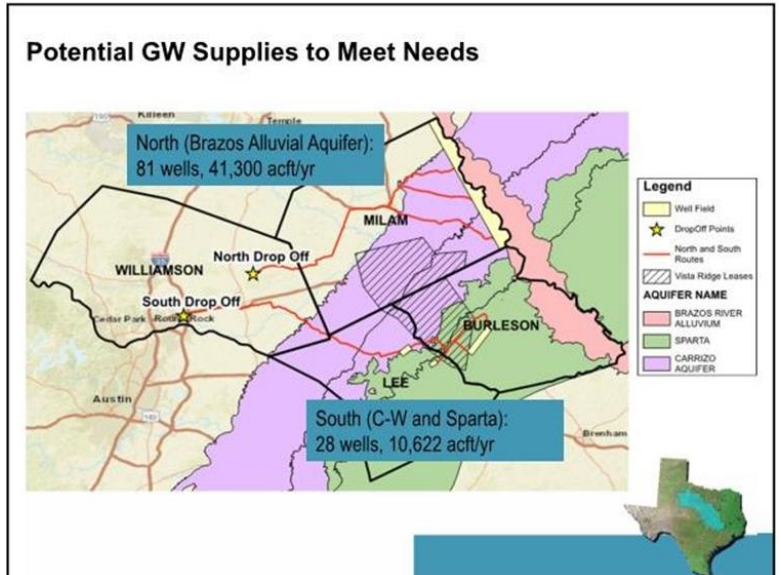 Potential GW Supplies to Meet Needs
Killeen
Temple
North (Brazos Alluvial Aquifer):
81 wells, 41,300 acft/yr
MILAM
North Drop Off
WILLIAMSON
South Drop Off
Cedar Park
Round Rock
BURLESON
LEE
Austin
South (C-W and Sparta):
28 wells, 10,622 acft/yr
Brenham
Legend
Well Field
DropOff Points
North and South
Routes
Vista Ridge Leases
AQUIFER NAME
BRAZOS RIVER
ALLUVIUM
SPARTA
CARRIZO
AQUIFER